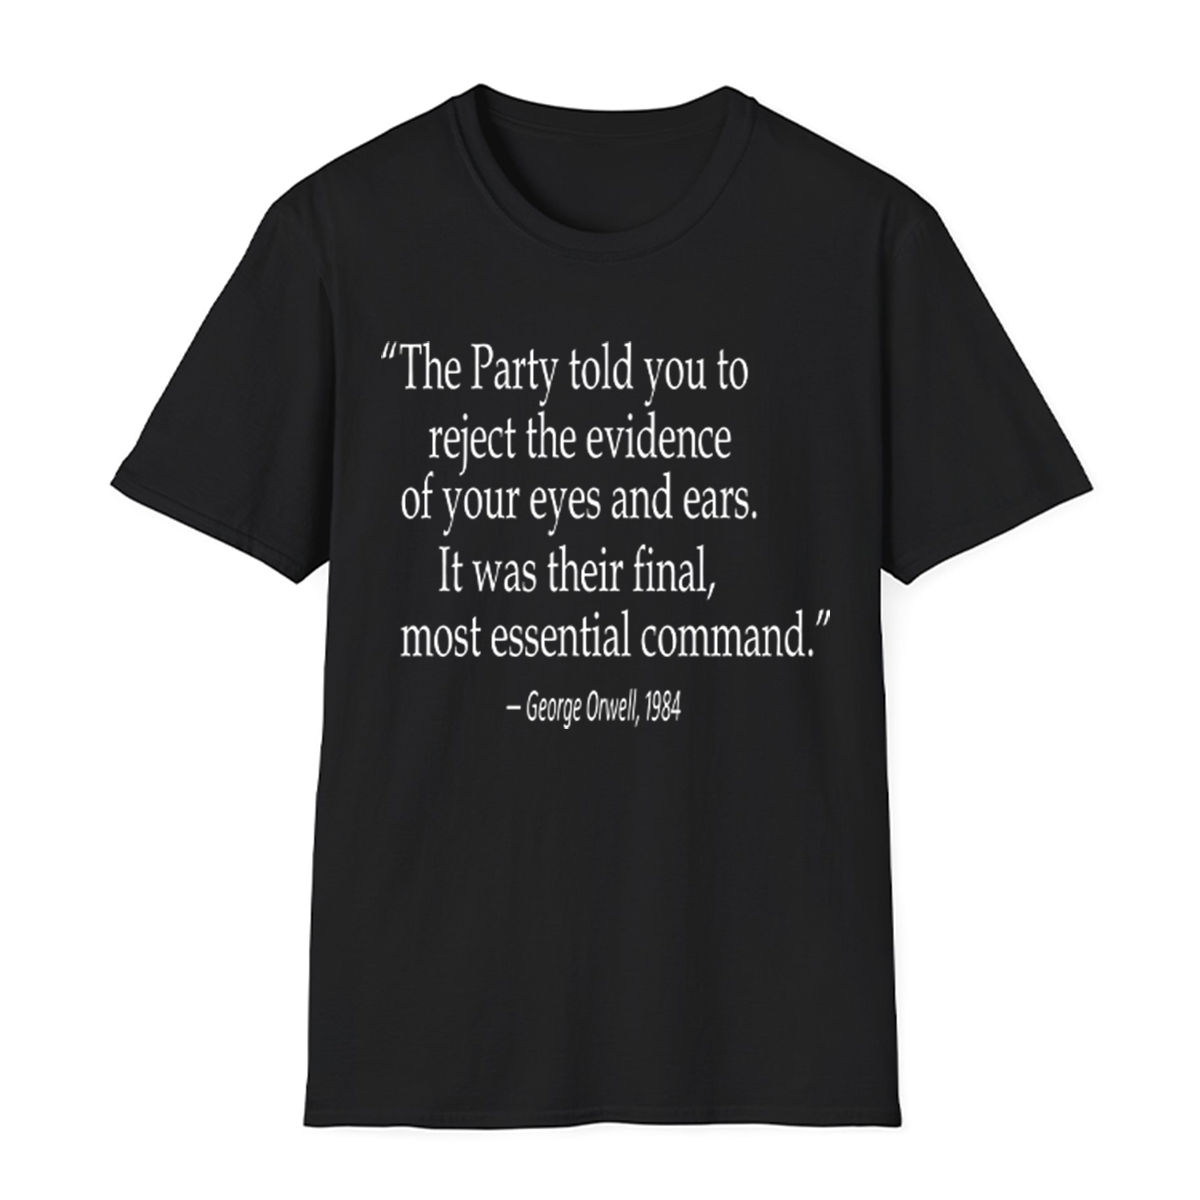 “The Party told you to
reject the evidence
of your eyes and ears.
It was their final,
most essential command.”
– George Orwell, 1984